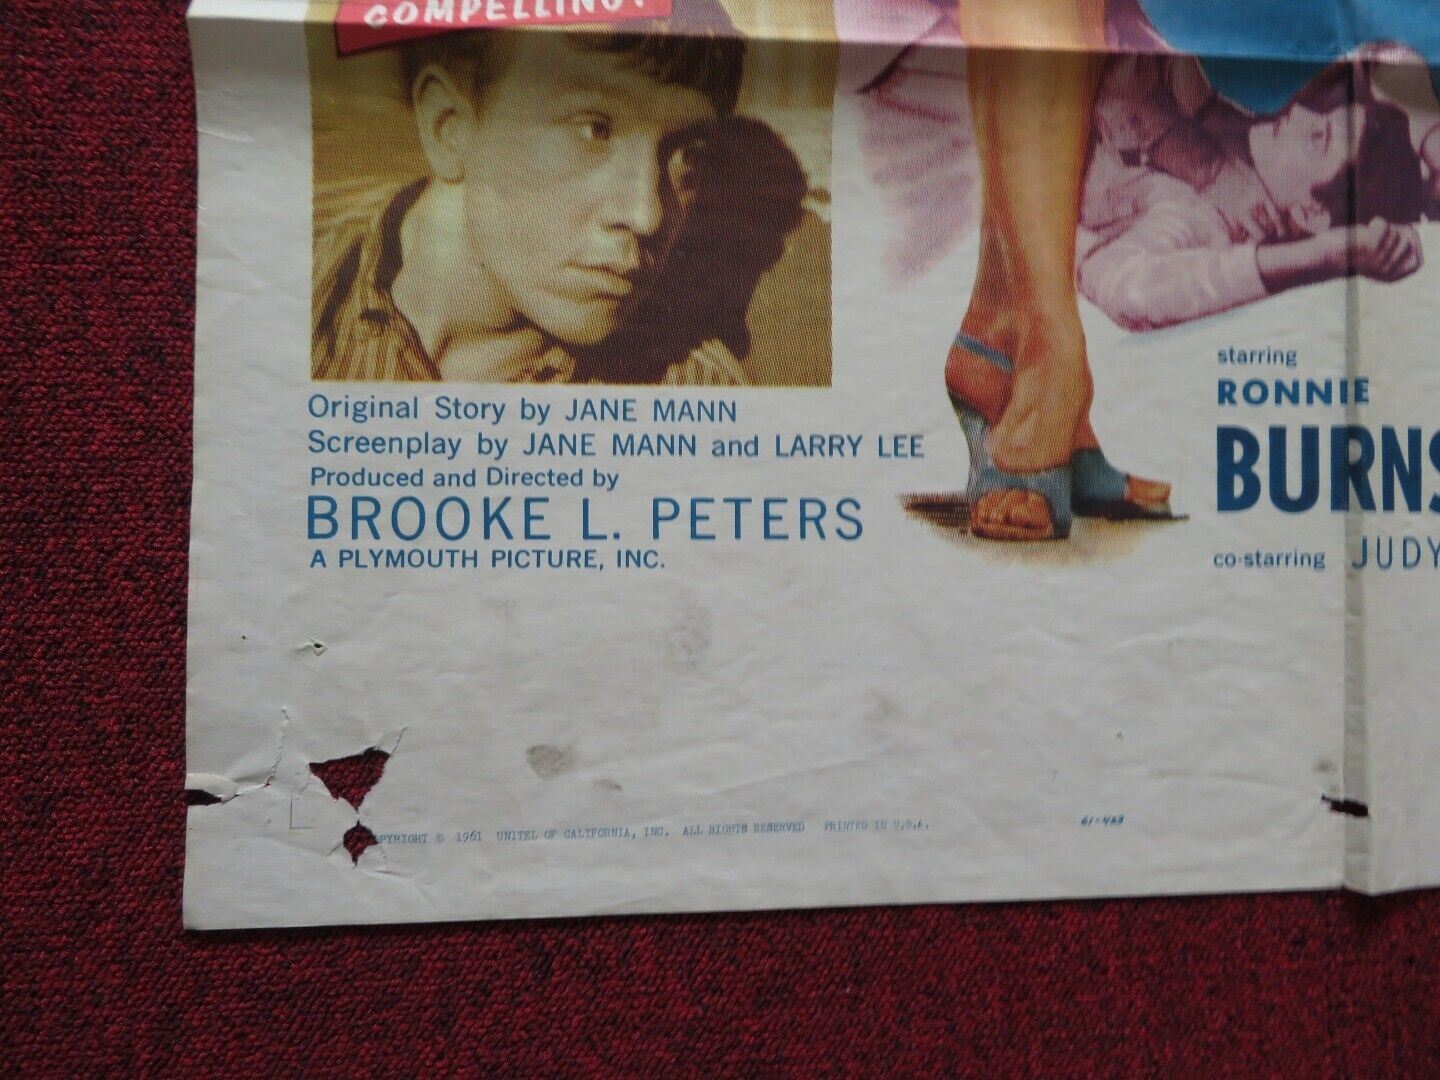 COMPELLING!
Original Story by JANE MANN
Screenplay by JANE MANN and LARRY LEE
Produced and Directed by
BROOKE L. PETERS
A PLYMOUTH PICTURE, INC.
starring
RONNIE
BURNS
co-starring JUDY
PYRIGHT © 1961 UNITEL OF CALIFORNIA, INC. ALL RIGHTS RESERVED PRINTED IN U.S.A.
61-423